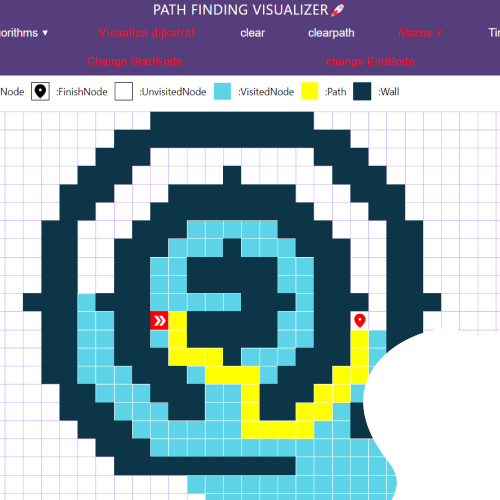 PATH FINDING VISUALIZER🚀
orithms ▼ Visualize dijkstra! clear clearpath Mazes ▼ Tir
Change StartNode change EndNode
Node :FinishNode :UnvisitedNode :VisitedNode :Path :Wall